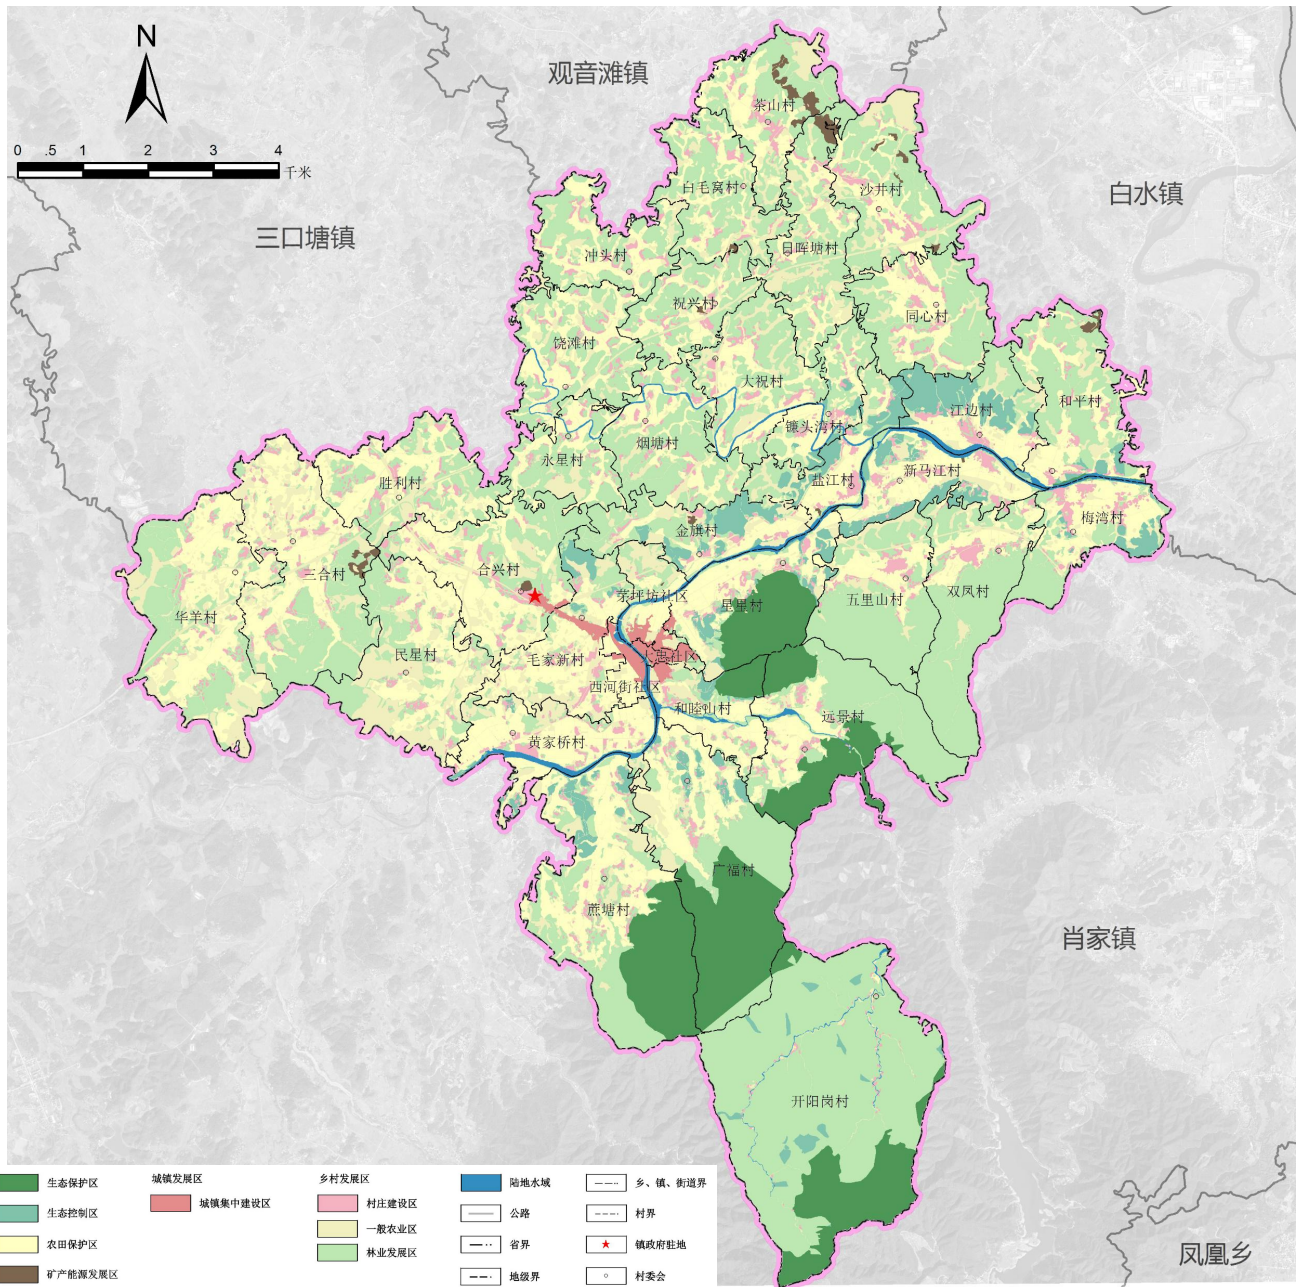 N
0 .5 1 2 3 4
千米
观音滩镇
三口塘镇
白水镇
肖家镇
凤凰乡
茶山村
白毛窝村
沙井村
冲头村
日晖塘村
祝兴村
同心村
饶滩村
大祝村
和平村
江边村
镰头湾村
烟塘村
永星村
新马江村
盐江村
胜利村
梅湾村
金旗村
三合村
合兴村
茅坪坊社区
星里村
五里山村
双凤村
华羊村
民星村
毛家新村
大禹社区
西河街社区
和睦山村
远景村
黄家桥村
广福村
蔗塘村
开阳岗村
生态保护区
生态控制区
农田保护区
矿产能源发展区
城镇发展区
城镇集中建设区
乡村发展区
村庄建设区
一般农业区
林业发展区
陆地水域
公路
省界
地级界
乡、镇、街道界
村界
镇政府驻地
村委会